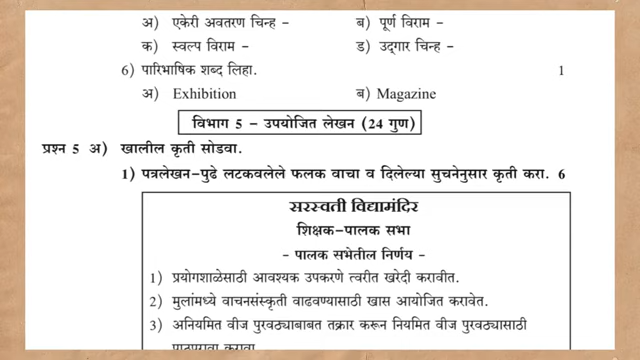 अ) एकेरी अवतरण चिन्ह - ब) पूर्ण विराम -
क) स्वल्प विराम - ड) उद्‌गार चिन्ह -
6) पारिभाषिक शब्द लिहा. 1
अ) Exhibition ब) Magazine
विभाग 5 - उपयोजित लेखन (24 गुण)
प्रश्न 5 अ) खालील कृती सोडवा.
1) पत्रलेखन-पुढे लटकवलेले फलक वाचा व दिलेल्या सुचनेनुसार कृती करा. 6
सरस्वती विद्यामंदिर
शिक्षक-पालक सभा
- पालक सभेतील निर्णय -
1) प्रयोगशाळेसाठी आवश्यक उपकरणे त्वरीत खरेदी करावीत.
2) मुलांमध्ये वाचनसंस्कृती वाढवण्यासाठी खास आयोजित करावेत.
3) अनियमित वीज पुरवठ्याबाबत तक्रार करून नियमित वीज पुरवठ्यासाठी
पाठपुरावा करावा